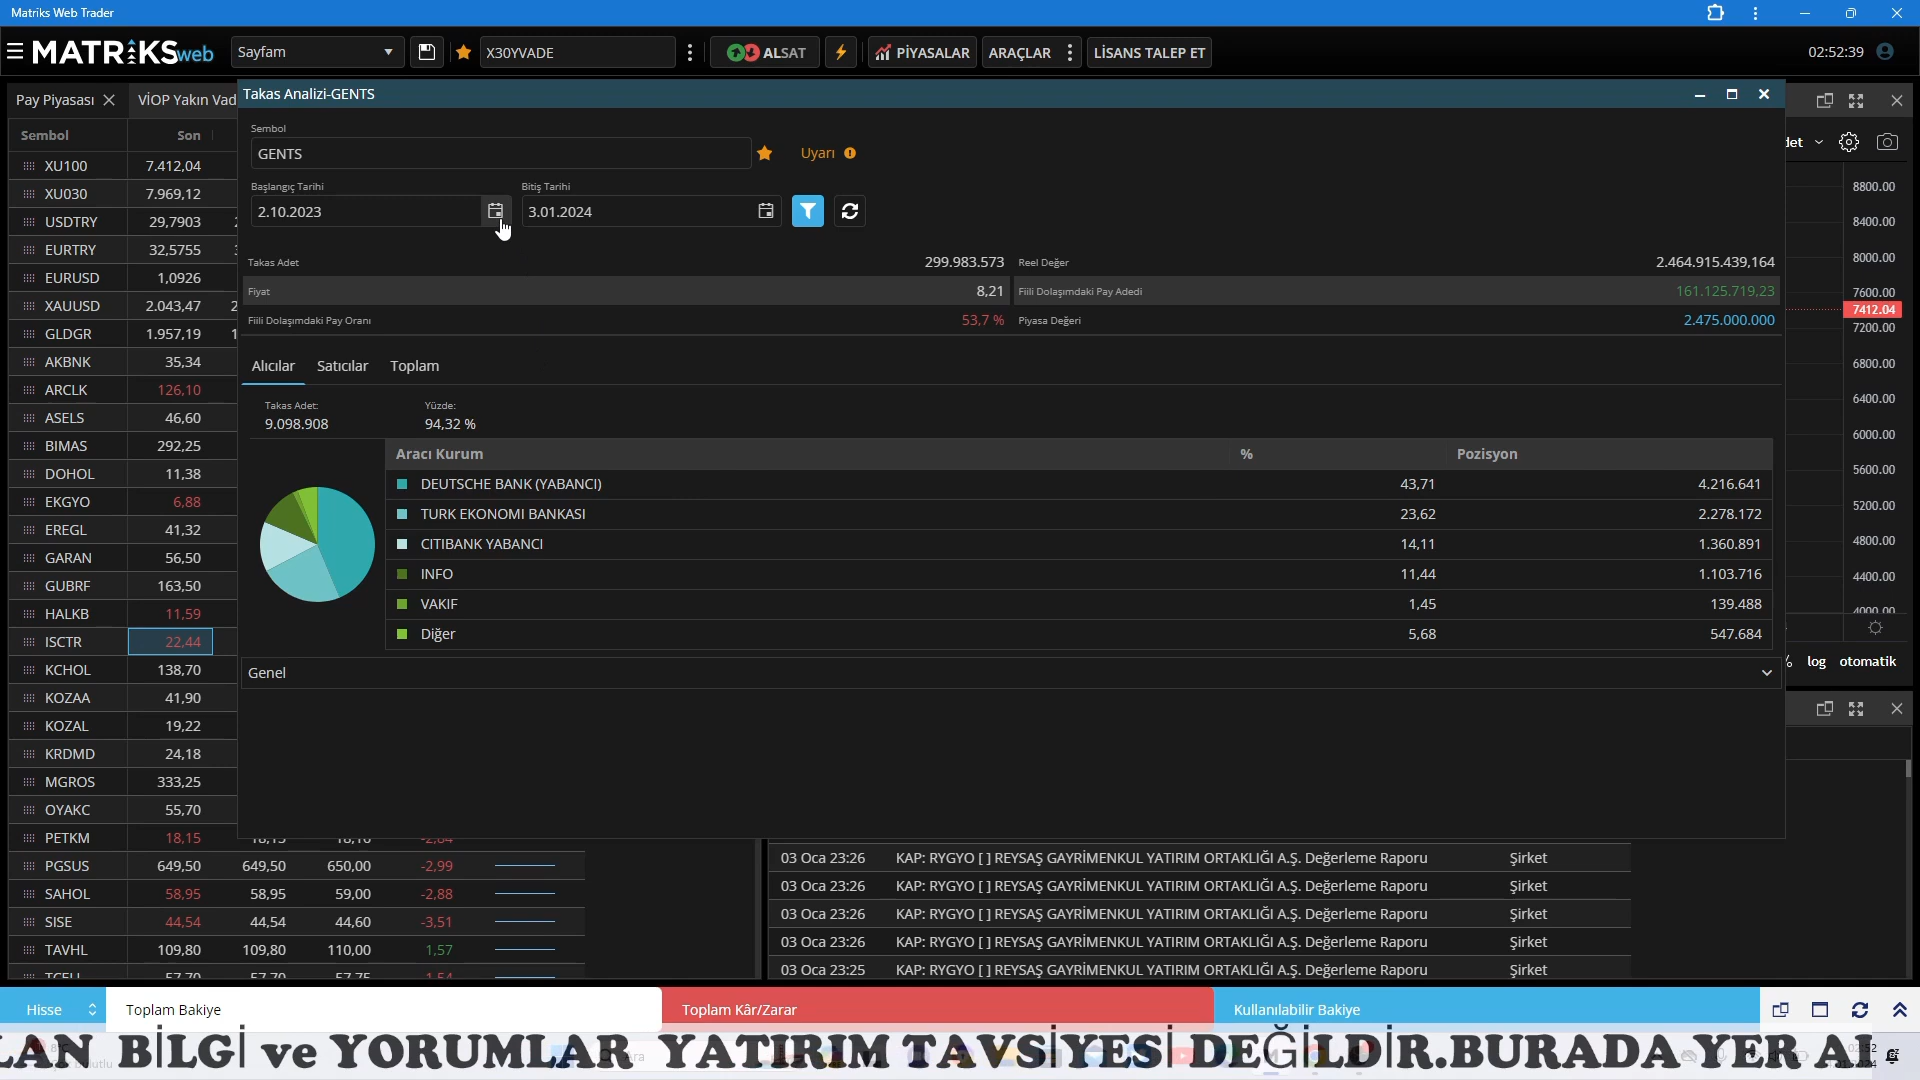 Matriks Web Trader
MATRİKSweb
Sayfam
X30YVADE
ALSAT
PİYASALAR
ARAÇLAR
LİSANS TALEP ET
02:52:39
Pay Piyasası
VİOP Yakın Vad
Takas Analizi-GENTS
Sembol
Son
Sembol
GENTS
Uyarı
Başlangıç Tarihi
Bitiş Tarihi
2.10.2023
3.01.2024
Takas Adet 299.983.573
Reel Değer 2.464.915.439,164
Fiyat 8,21
Fiili Dolaşımdaki Pay Adedi 161.125.719,23
Fiili Dolaşımdaki Pay Oranı 53,7 %
Piyasa Değeri 2.475.000.000
Alıcılar
Satıcılar
Toplam
Takas Adet:
9.098.908
Yüzde:
94,32 %
Aracı Kurum % Pozisyon
DEUTSCHE BANK (YABANCI) 43,71 4.216.641
TURK EKONOMI BANKASI 23,62 2.278.172
CITIBANK YABANCI 14,11 1.360.891
INFO 11,44 1.103.716
VAKIF 1,45 139.488
Diğer 5,68 547.684
Genel
XU100 7.412,04
XU030 7.969,12
USDTRY 29,7903
EURTRY 32,5755
EURUSD 1,0926
XAUUSD 2.043,47
GLDGR 1.957,19
AKBNK 35,34
ARCLK 126,10
ASELS 46,60
BIMAS 292,25
DOHOL 11,38
EKGYO 6,88
EREGL 41,32
GARAN 56,50
GUBRF 163,50
HALKB 11,59
ISCTR 22,44
KCHOL 138,70
KOZAA 41,90
KOZAL 19,22
KRDMD 24,18
MGROS 333,25
OYAKC 55,70
PETKM 18,15 18,15 18,16 -2,64
PGSUS 649,50 649,50 650,00 -2,99
SAHOL 58,95 58,95 59,00 -2,88
SISE 44,54 44,54 44,60 -3,51
TAVHL 109,80 109,80 110,00 1,57
TCELL 57,70 57,70 57,75 -1,54
det
8800.00
8400.00
8000.00
7600.00
7412.04
7200.00
6800.00
6400.00
6000.00
5600.00
5200.00
4800.00
4400.00
4000.00
% log otomatik
03 Oca 23:26 KAP: RYGYO [ ] REYSAŞ GAYRİMENKUL YATIRIM ORTAKLIĞI A.Ş. Değerleme Raporu Şirket
03 Oca 23:26 KAP: RYGYO [ ] REYSAŞ GAYRİMENKUL YATIRIM ORTAKLIĞI A.Ş. Değerleme Raporu Şirket
03 Oca 23:26 KAP: RYGYO [ ] REYSAŞ GAYRİMENKUL YATIRIM ORTAKLIĞI A.Ş. Değerleme Raporu Şirket
03 Oca 23:26 KAP: RYGYO [ ] REYSAŞ GAYRİMENKUL YATIRIM ORTAKLIĞI A.Ş. Değerleme Raporu Şirket
03 Oca 23:25 KAP: RYGYO [ ] REYSAŞ GAYRİMENKUL YATIRIM ORTAKLIĞI A.Ş. Değerleme Raporu Şirket
Hisse
Toplam Bakiye
Toplam Kâr/Zarar
Kullanılabilir Bakiye
LAN BİLGİ ve YORUMLAR YATIRIM TAVSİYESİ DEĞİLDİR.BURADA YER A